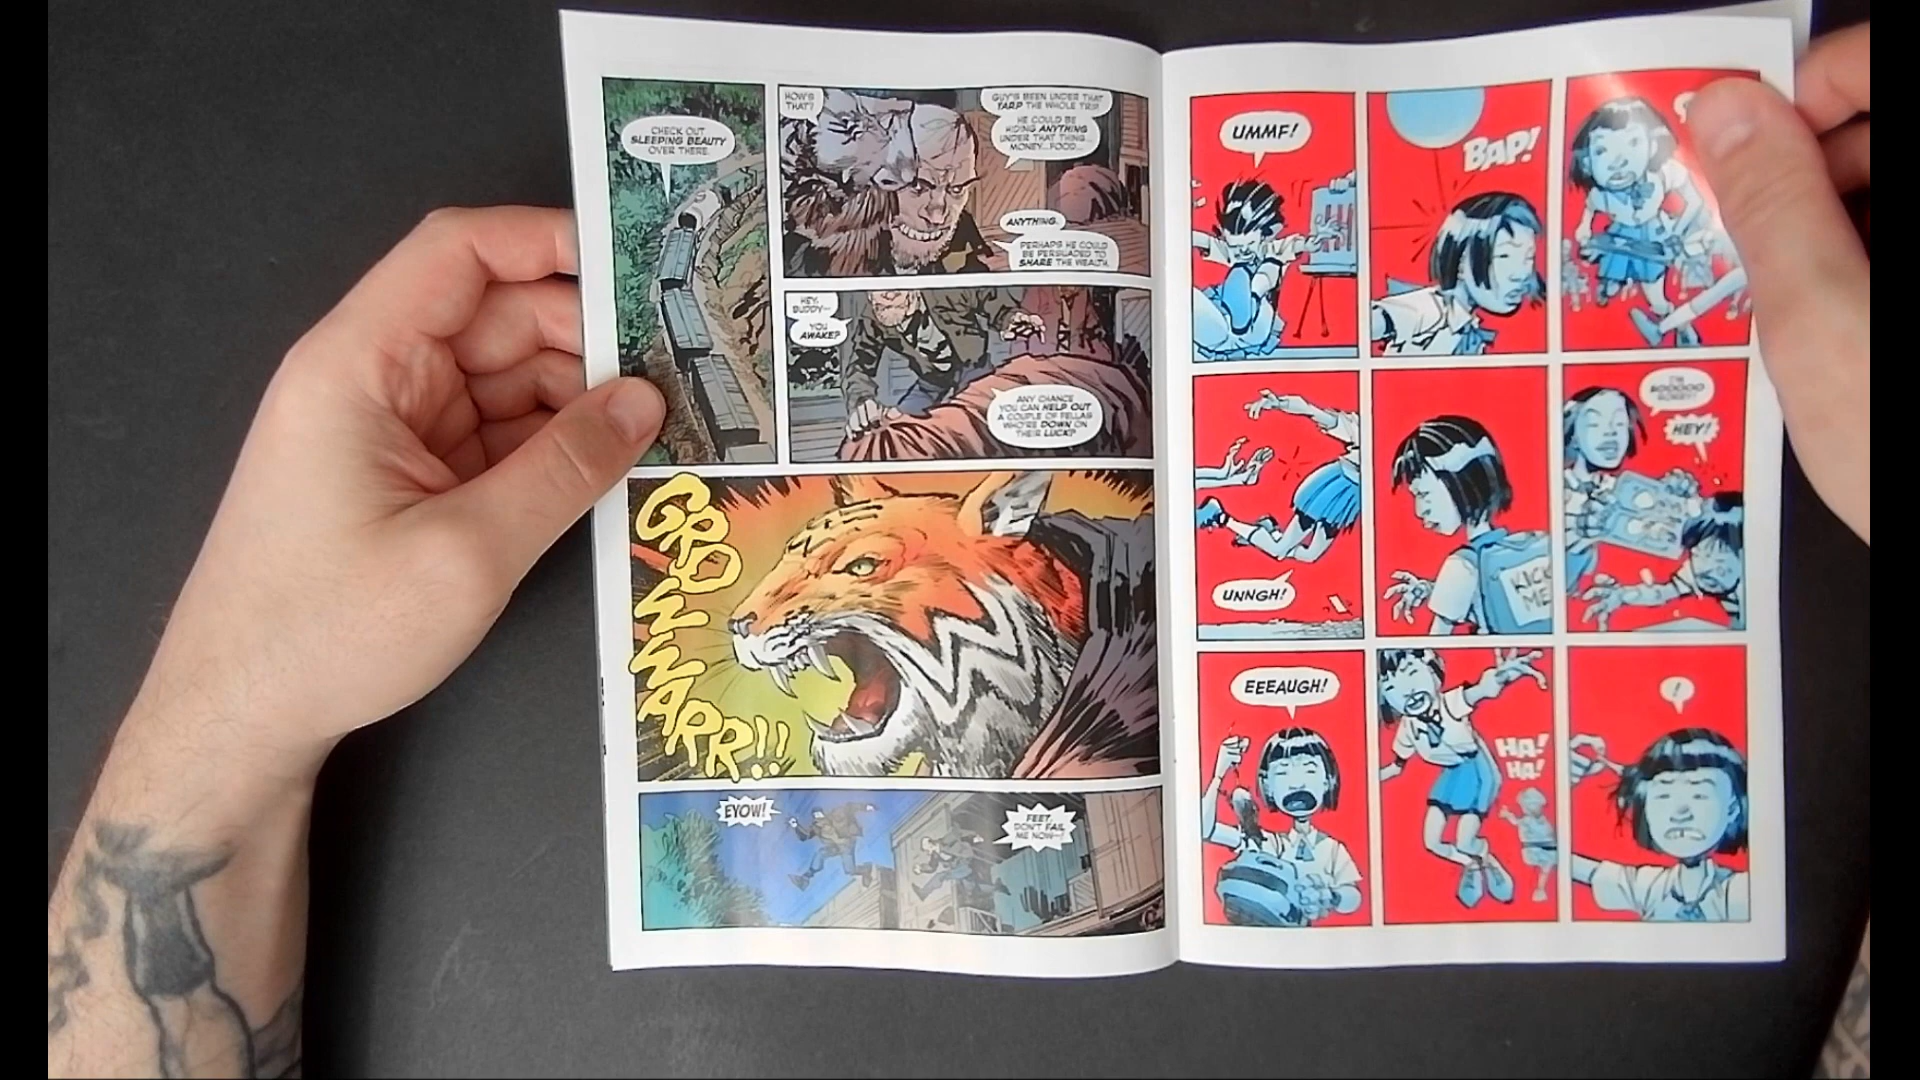 CHECK OUT
SLEEPING BEAUTY
OVER THERE.
HOW'S
THAT?
GUY'S BEEN UNDER THAT
TARP THE WHOLE TRIP.
HE COULD BE
HIDING ANYTHING
UNDER THAT THING...
MONEY...FOOD...
ANYTHING.
PERHAPS HE COULD
BE PERSUADED TO
SHARE THE WEALTH.
HEY,
BUDDY—
YOU
AWAKE?
ANY CHANCE
YOU CAN HELP OUT
A COUPLE OF FELLAS
WHO'RE DOWN ON
THEIR LUCK?
EYOW!
FEET,
DON'T FAIL
ME NOW—!
UMMF!
BAP!
UNNGH!
KICK
ME
I'M
SOOOOO
SORRY!
HEY!
EEEAUGH!
HA!
HA!
!